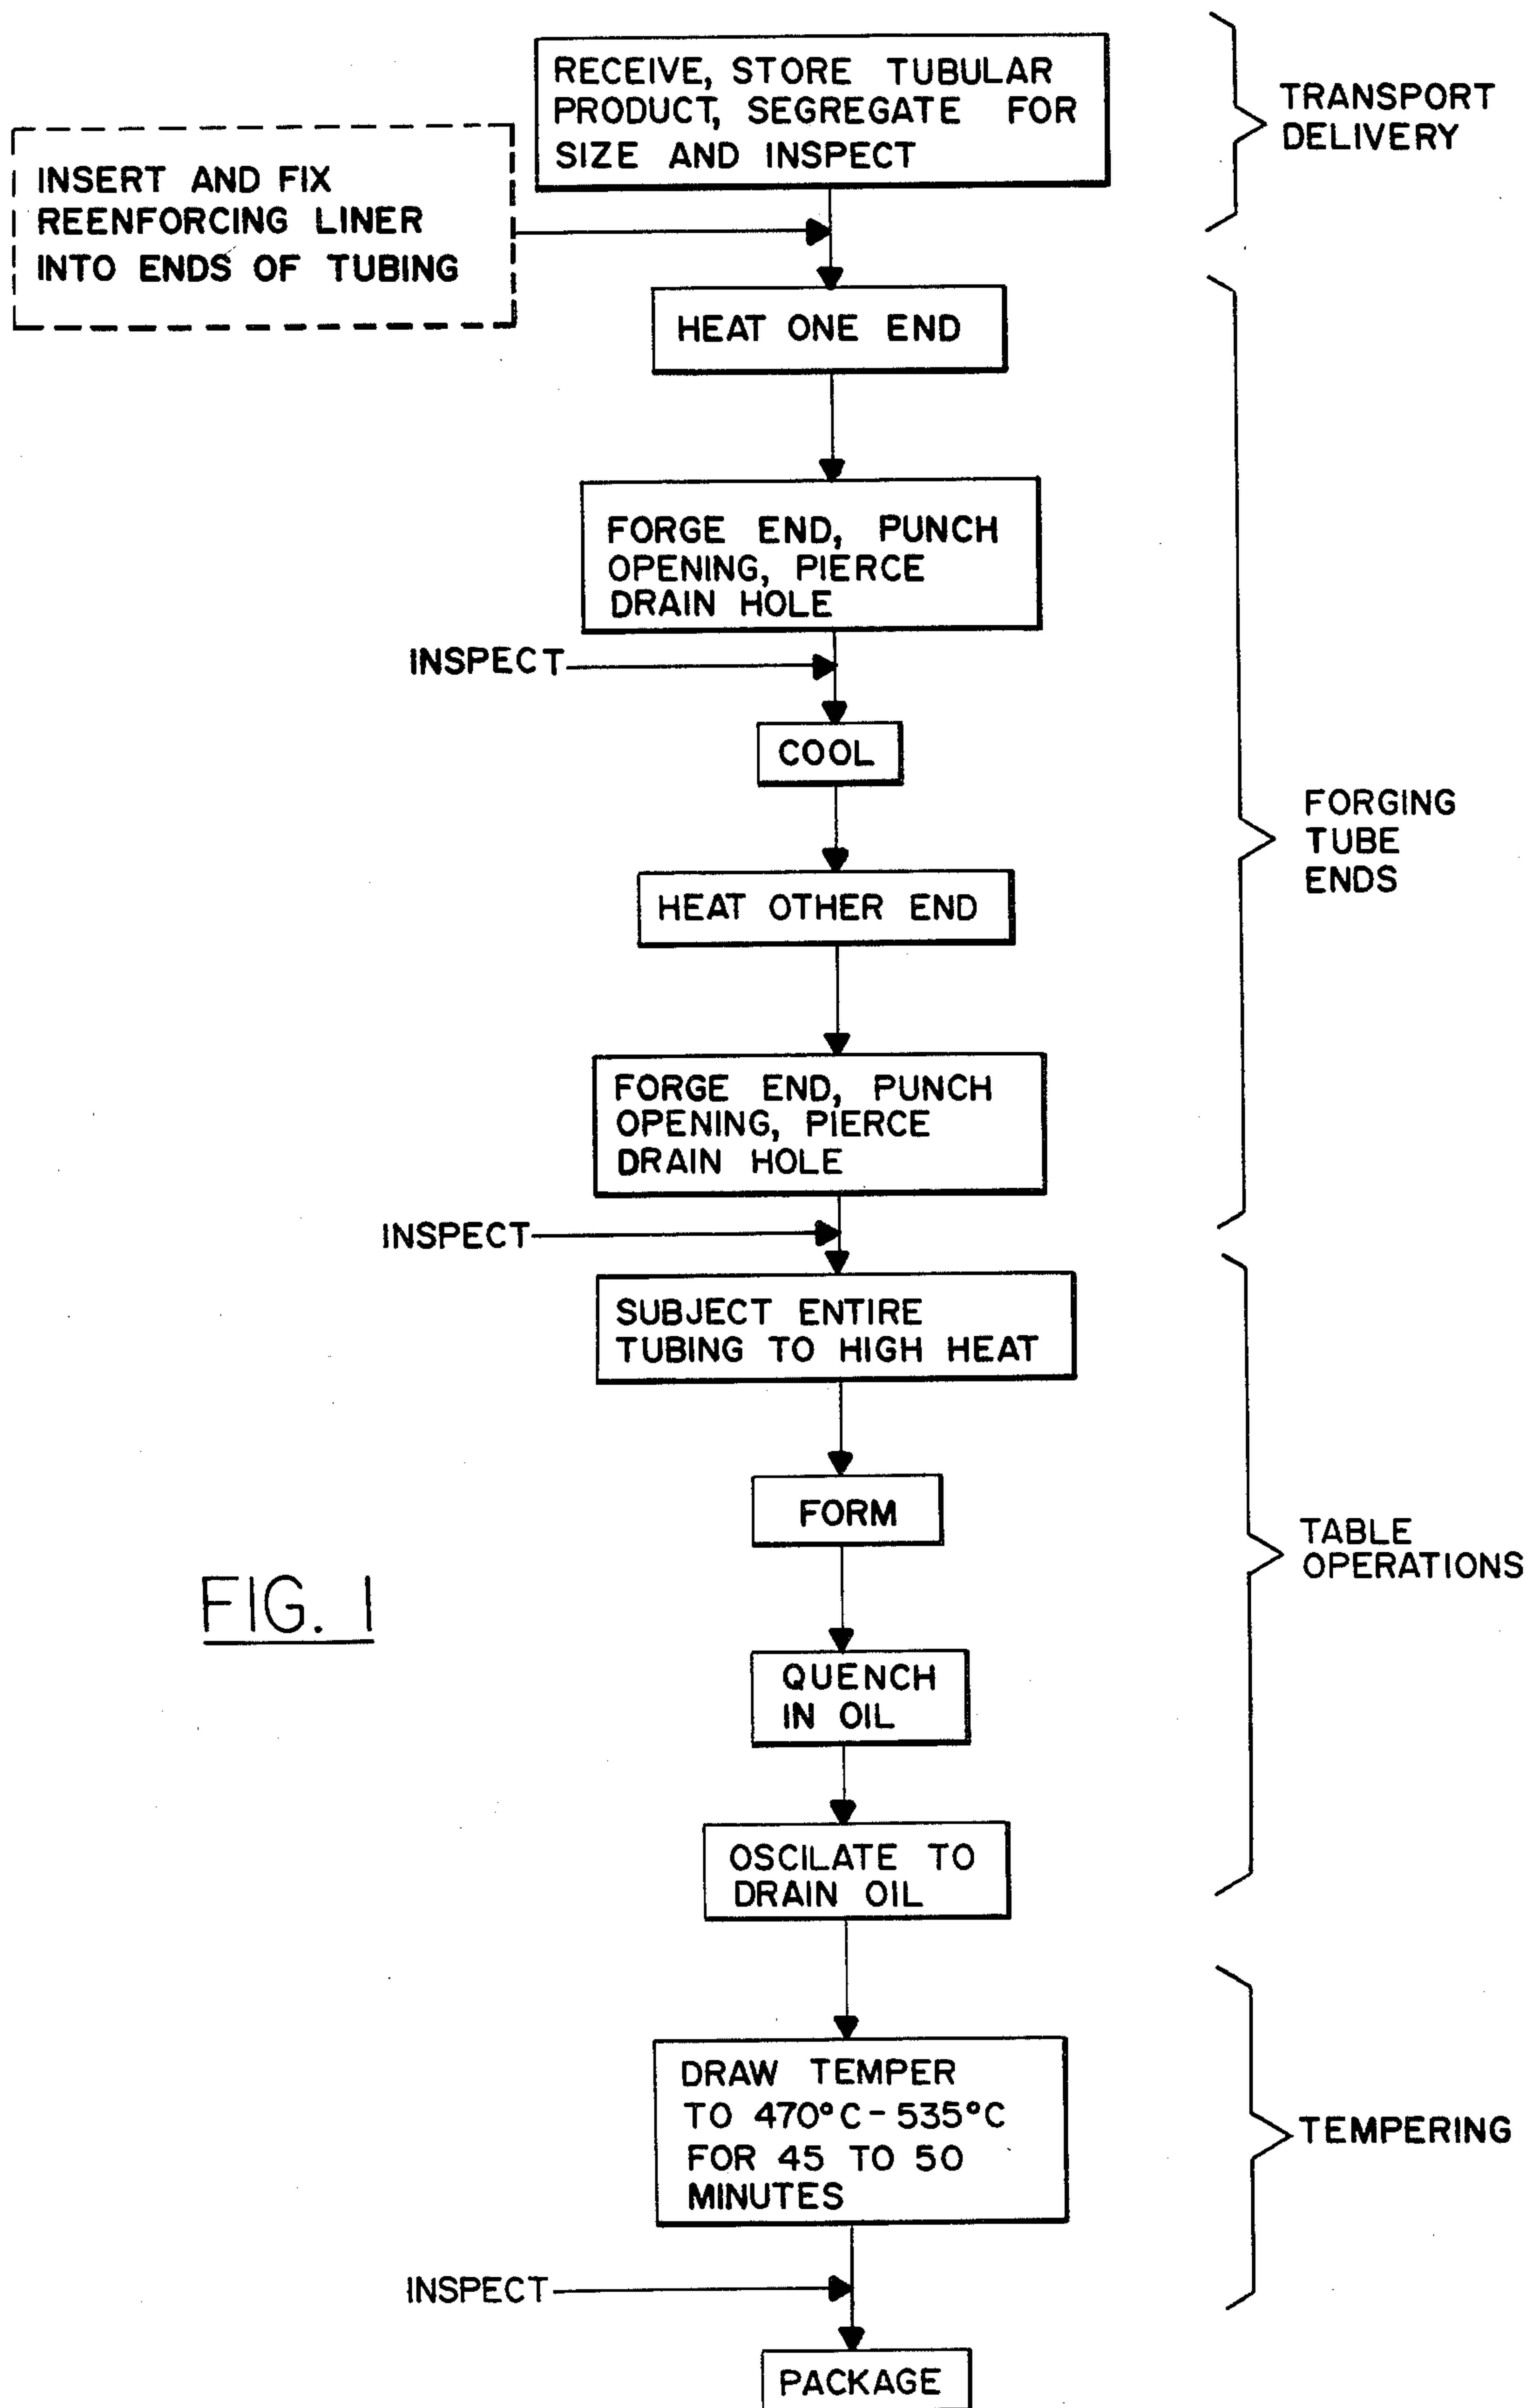 RECEIVE, STORE TUBULAR
PRODUCT, SEGREGATE FOR
SIZE AND INSPECT
TRANSPORT
DELIVERY
INSERT AND FIX
REENFORCING LINER
INTO ENDS OF TUBING
HEAT ONE END
FORGE END, PUNCH
OPENING, PIERCE
DRAIN HOLE
INSPECT
COOL
FORGING
TUBE
ENDS
HEAT OTHER END
FORGE END, PUNCH
OPENING, PIERCE
DRAIN HOLE
INSPECT
SUBJECT ENTIRE
TUBING TO HIGH HEAT
FORM
TABLE
OPERATIONS
FIG. 1
QUENCH
IN OIL
OSCILATE TO
DRAIN OIL
DRAW TEMPER
TO 470°C-535°C
FOR 45 TO 50
MINUTES
TEMPERING
INSPECT
PACKAGE